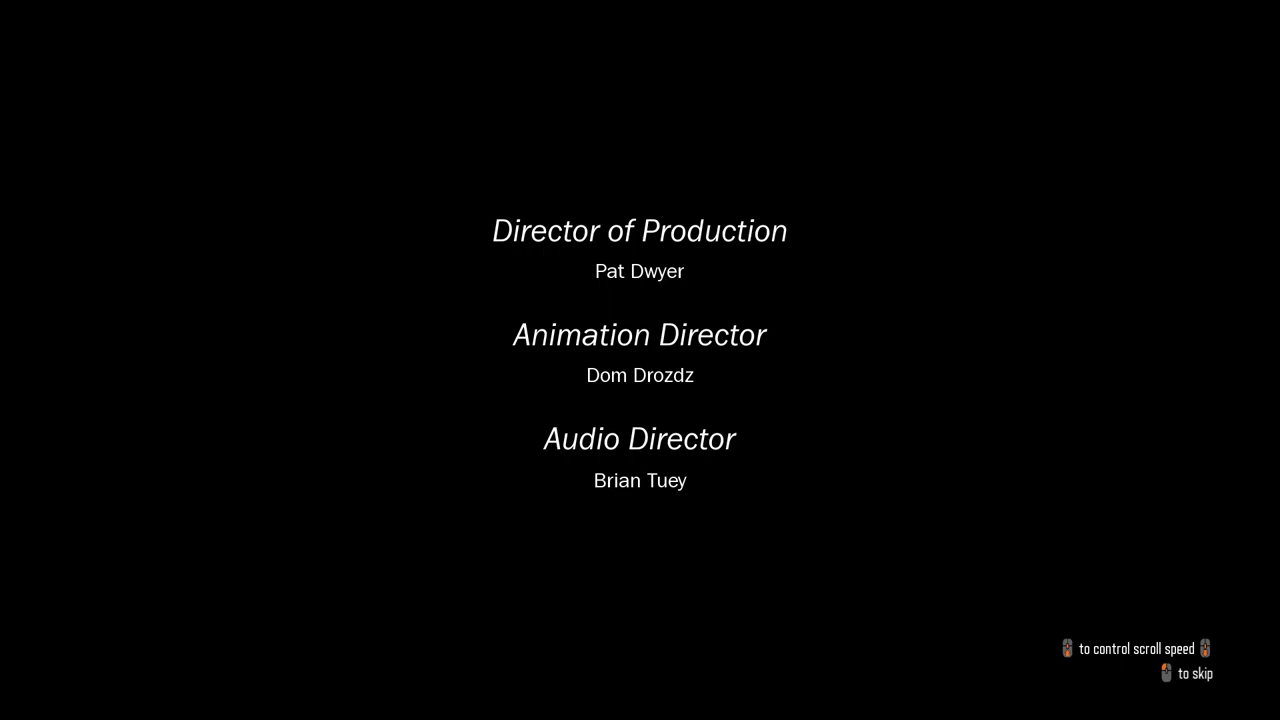 Director of Production
Pat Dwyer
Animation Director
Dom Drozdz
Audio Director
Brian Tuey
to control scroll speed
to skip